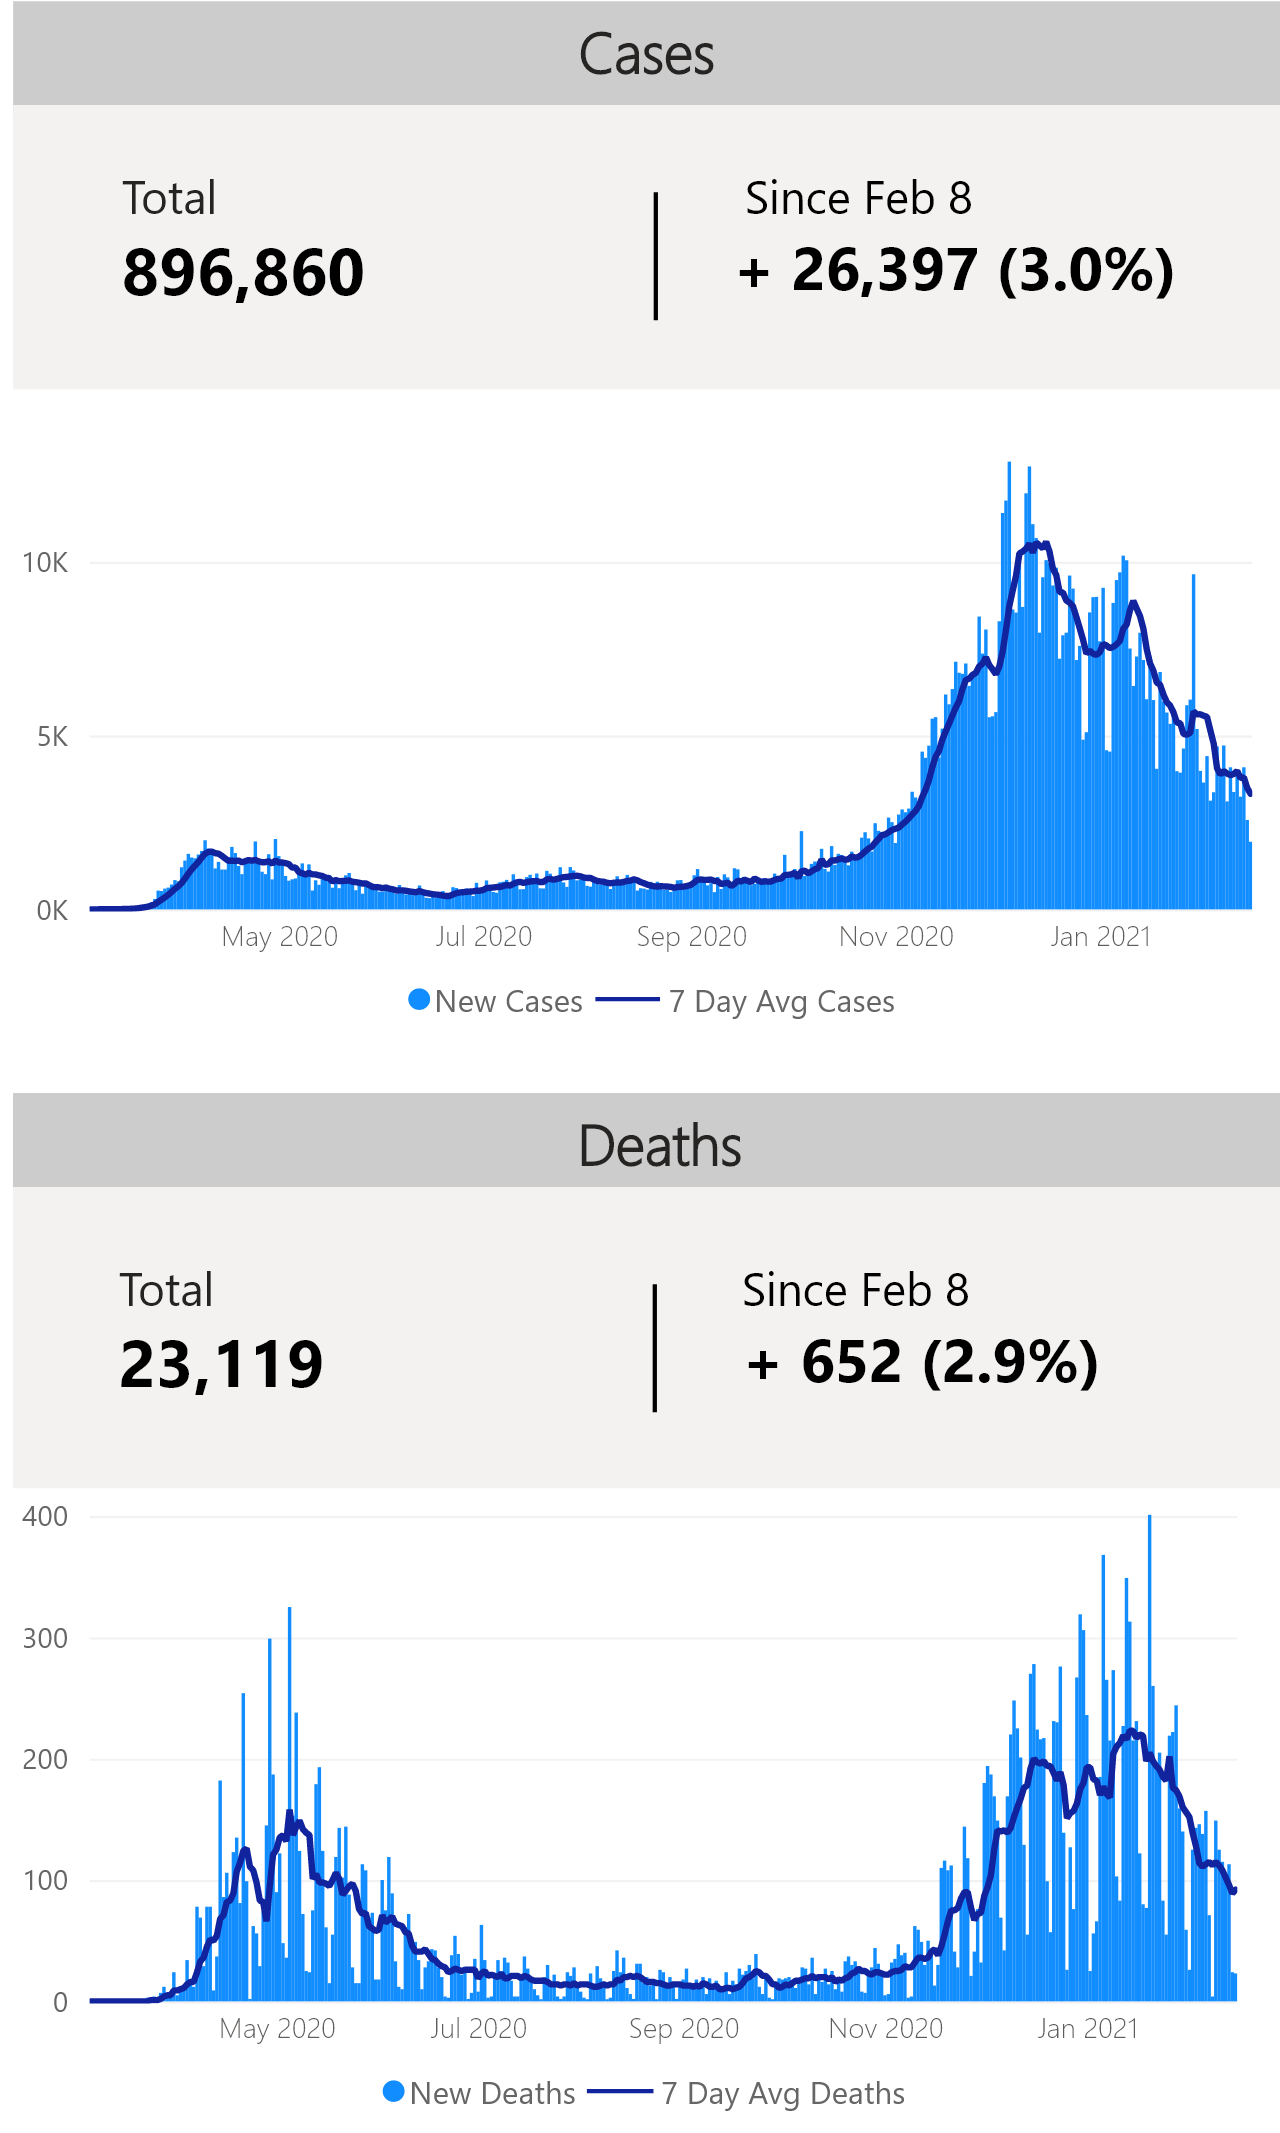 Cases
Total
Since Feb 8
896,860
+ 26,397 (3.0%)
10K
5K
0K
May 2020
Jul 2020
Sep 2020
Nov 2020
Jan 2021
New Cases
7 Day Avg Cases
Deaths
Total
Since Feb 8
23,119
+ 652 (2.9%)
400
300
200
100
0
May 2020
Jul 2020
Sep 2020
Nov 2020
Jan 2021
New Deaths
7 Day Avg Deaths